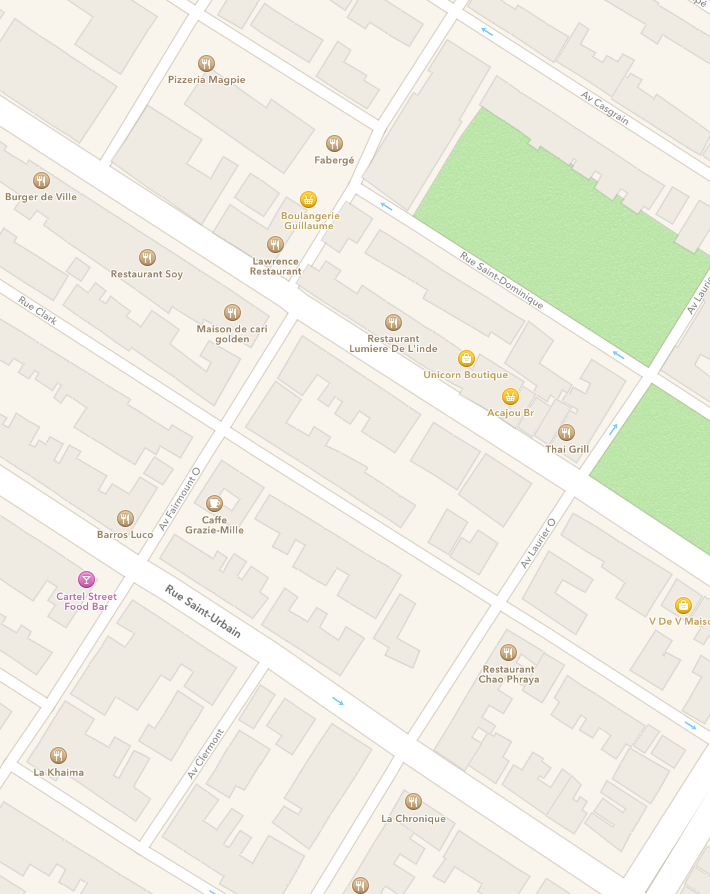 Pizzeria Magpie
Av Casgrain
Fabergé
Burger de Ville
Boulangerie
Guillaume
Lawrence
Restaurant
Restaurant Soy
Rue Saint-Dominique
Av Laurie
Rue Clark
Maison de cari
golden
Restaurant
Lumiere De L'inde
Unicorn Boutique
Acajou Br
Thai Grill
Av Fairmount O
Caffe
Grazie-Mille
Barros Luco
Av Laurier O
Cartel Street
Food Bar
Rue Saint-Urbain
V De V Maiso
Restaurant
Chao Phraya
Av Clermont
La Khaima
La Chronique